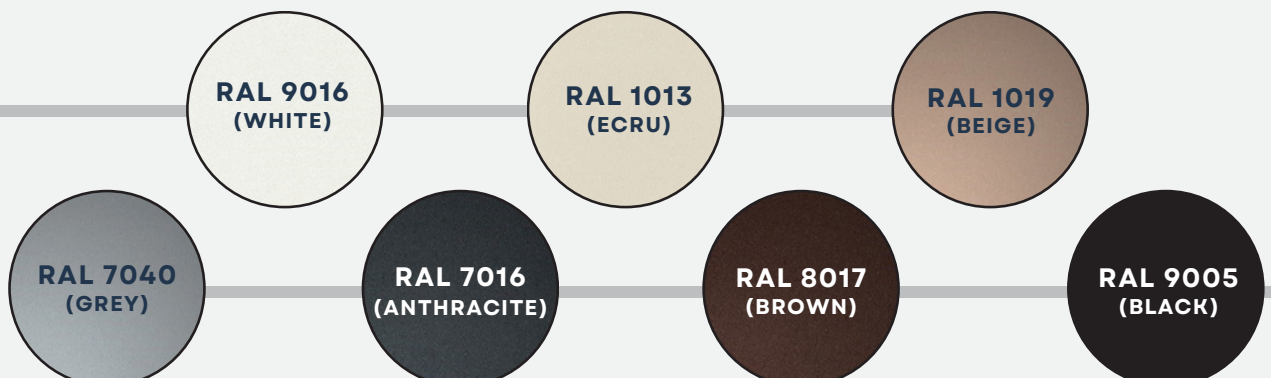 RAL 9016
(WHITE)
RAL 1013
(ECRU)
RAL 1019
(BEIGE)
RAL 7040
(GREY)
RAL 7016
(ANTHRACITE)
RAL 8017
(BROWN)
RAL 9005
(BLACK)